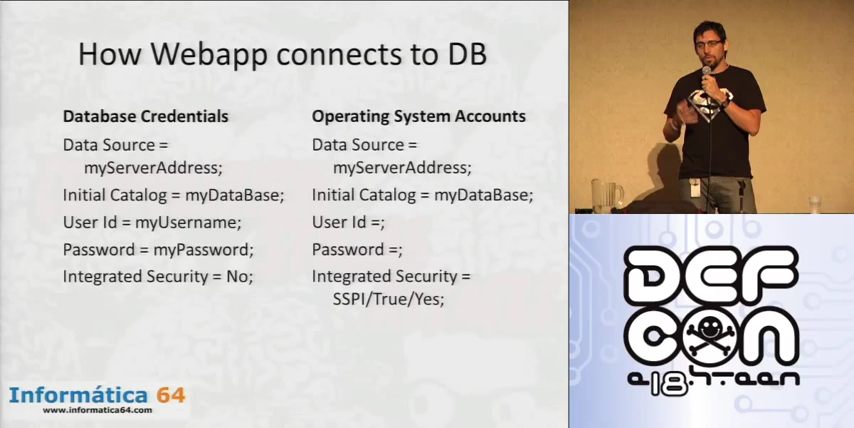 How Webapp connects to DB
Database Credentials
Data Source =
myServerAddress;
Initial Catalog = myDataBase;
User Id = myUsername;
Password = myPassword;
Integrated Security = No;
Operating System Accounts
Data Source =
myServerAddress;
Initial Catalog = myDataBase;
User Id =;
Password =;
Integrated Security =
SSPI/True/Yes;
Informática 64
www.informatica64.com
DEF
CON
e18h-teen